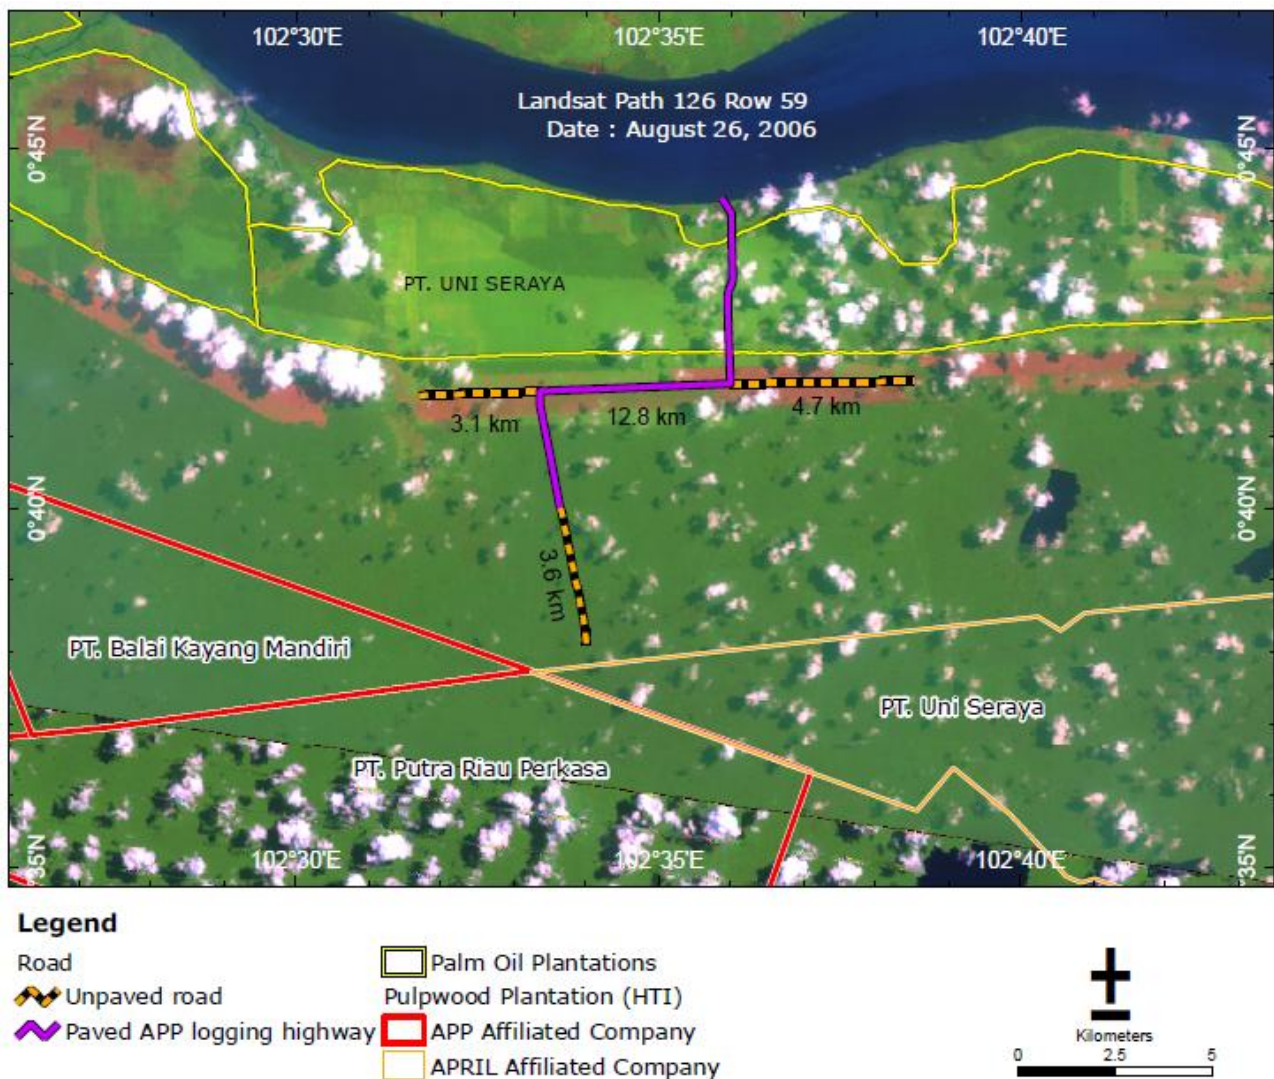 102°30'E 102°35'E 102°40'E
Landsat Path 126 Row 59
Date : August 26, 2006
0°45'N 0°45'N
PT. UNI SERAYA
3.1 km 12.8 km 4.7 km
0°40'N 0°40'N
3.6 km
PT. Balai Kayang Mandiri
PT. Uni Seraya
PT. Putra Riau Perkasa
35'N 102°30'E 102°35'E 102°40'E 35'N
Legend
Road
Unpaved road
Paved APP logging highway
Palm Oil Plantations
Pulpwood Plantation (HTI)
APP Affiliated Company
APRIL Affiliated Company
Kilometers
0 2.5 5